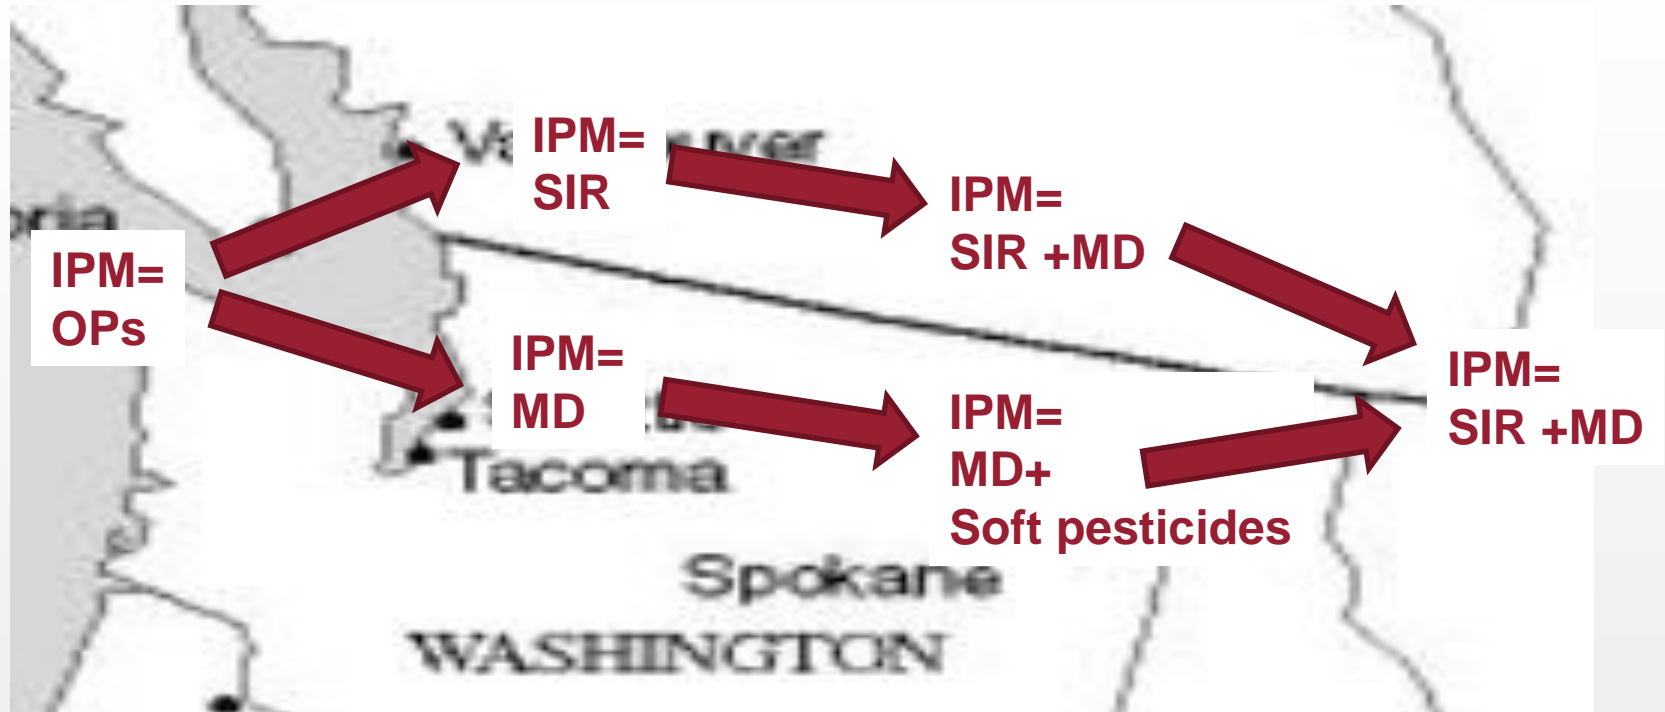 IPM=
OPs
IPM=
SIR
IPM=
SIR +MD
IPM=
MD
IPM=
MD+
Soft pesticides
IPM=
SIR +MD
Tacoma
Spokane
WASHINGTON